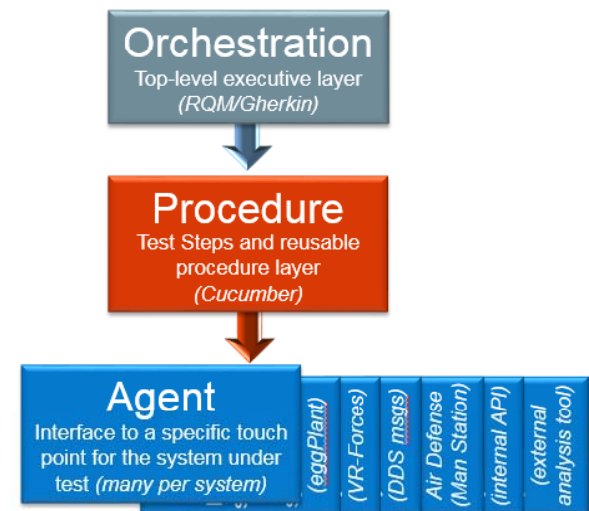 Orchestration
Top-level executive layer
(RQM/Gherkin)
Procedure
Test Steps and reusable
procedure layer
(Cucumber)
Agent
Interface to a specific touch
point for the system under
test (many per system)
(eggPlant)
(VR-Forces)
(DDS msgs)
Air Defense
(Man Station)
(internal API)
(external
analysis tool)